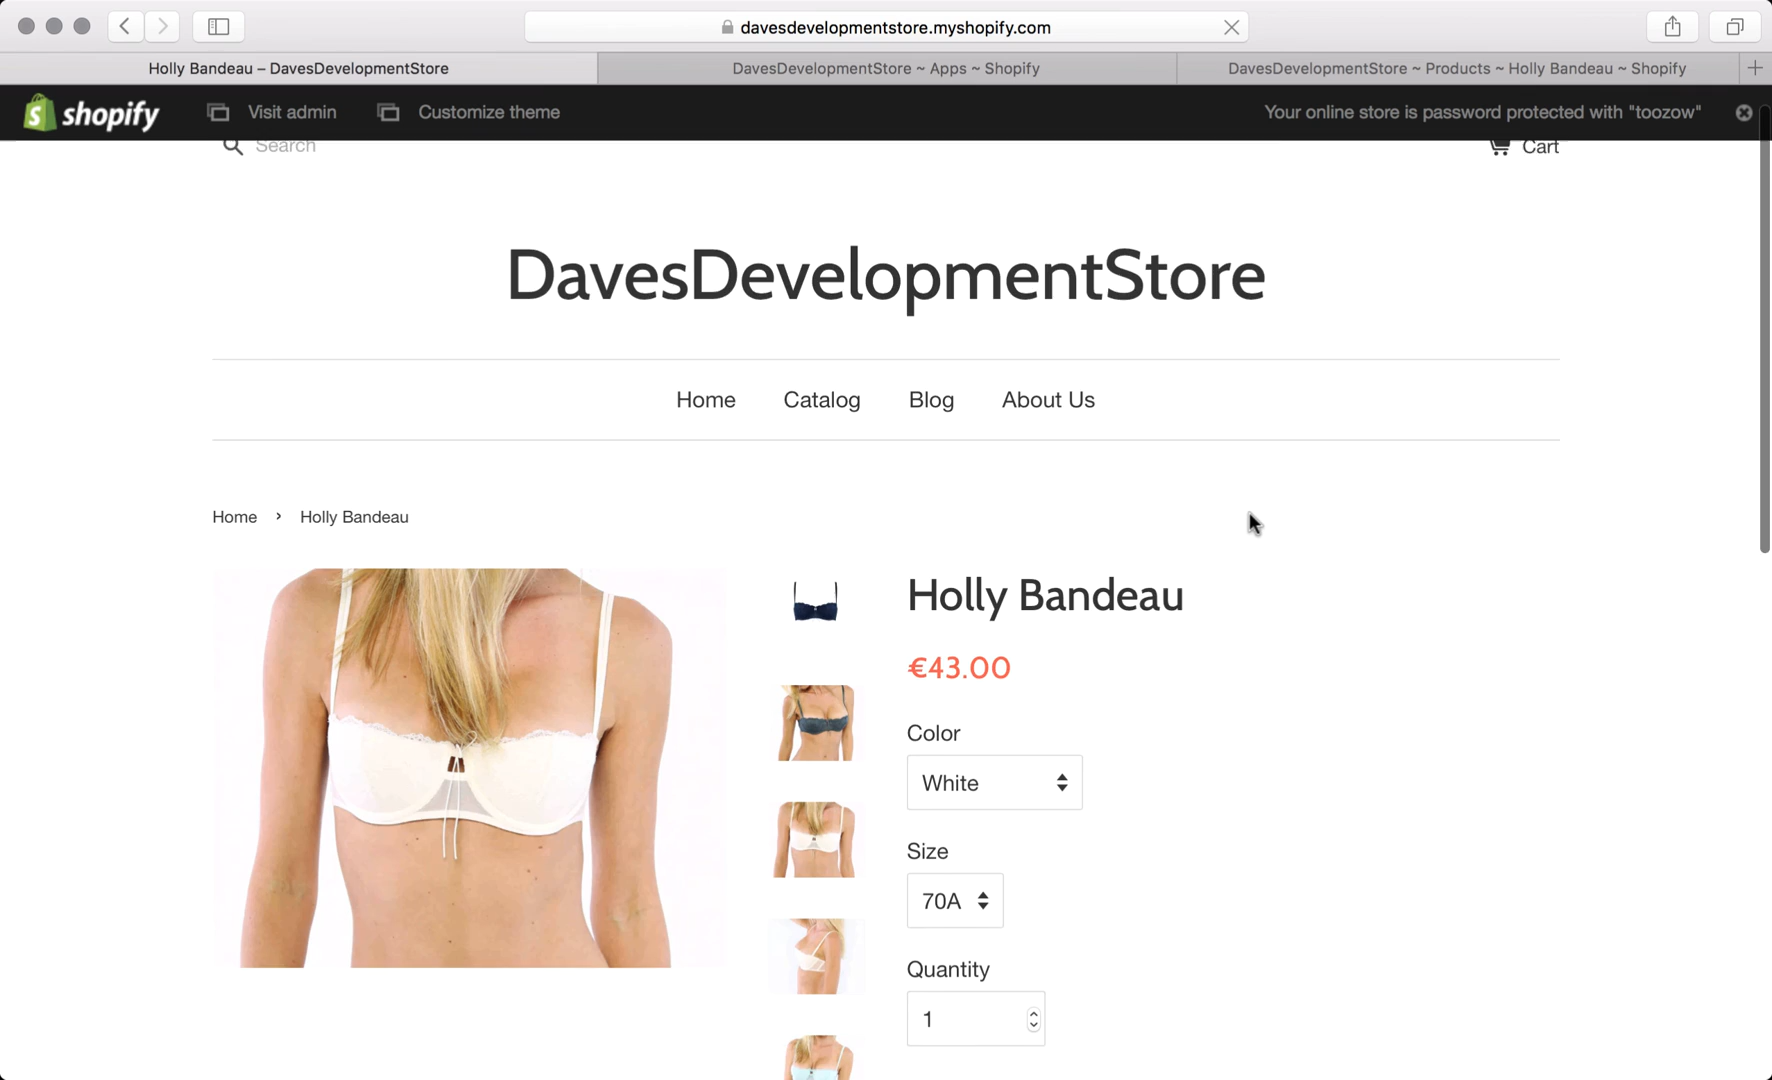 davesdevelopmentstore.myshopify.com
Holly Bandeau – DavesDevelopmentStore
DavesDevelopmentStore ~ Apps ~ Shopify
DavesDevelopmentStore ~ Products ~ Holly Bandeau ~ Shopify
shopify
Visit admin
Customize theme
Your online store is password protected with "toozow"
Search
Cart
DavesDevelopmentStore
Home
Catalog
Blog
About Us
Home › Holly Bandeau
Holly Bandeau
€43.00
Color
White
Size
70A
Quantity
1